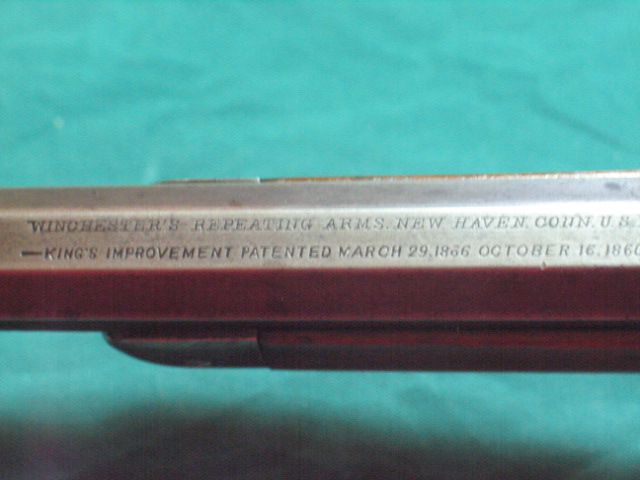 WINCHESTER'S REPEATING ARMS. NEW HAVEN. CONN. U.S.
—KING'S IMPROVEMENT PATENTED MARCH 29,1866 OCTOBER 16,1860